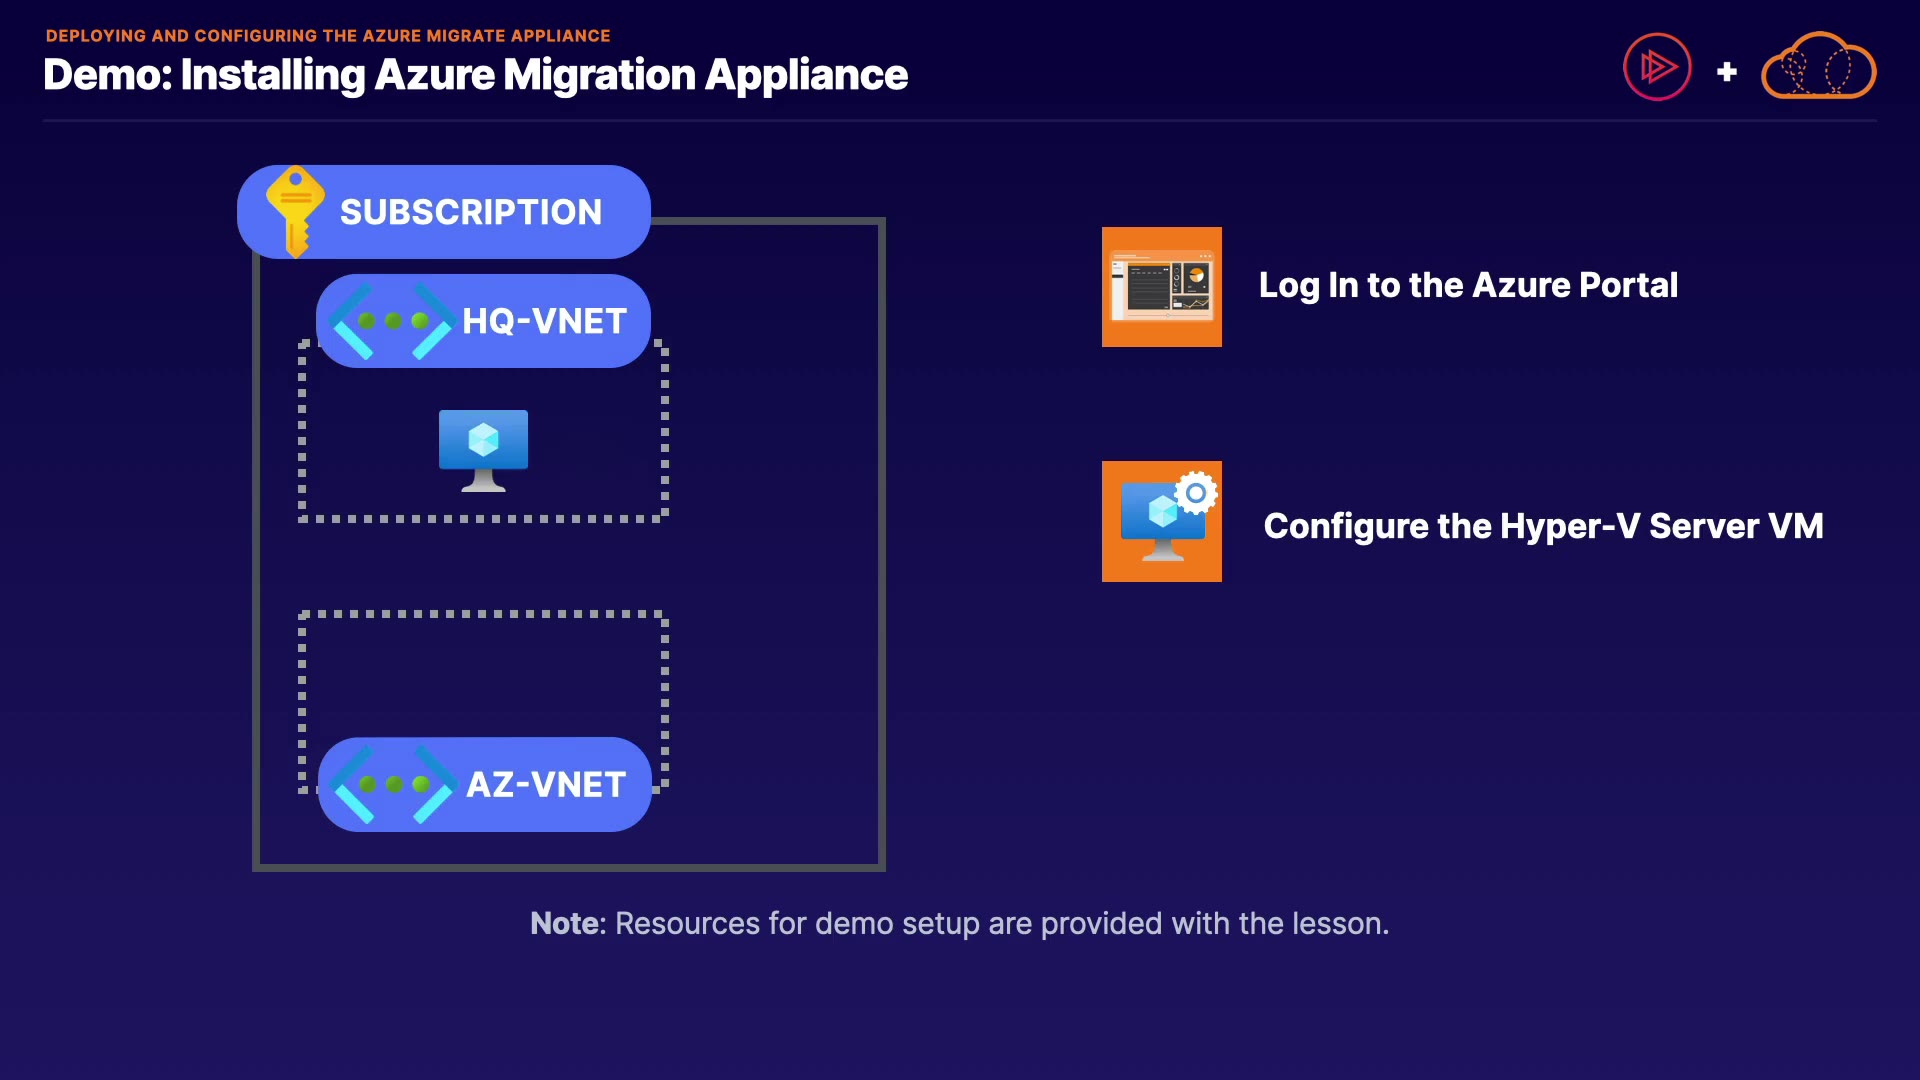 DEPLOYING AND CONFIGURING THE AZURE MIGRATE APPLIANCE
Demo: Installing Azure Migration Appliance
SUBSCRIPTION
HQ-VNET
AZ-VNET
Log In to the Azure Portal
Configure the Hyper-V Server VM
Note: Resources for demo setup are provided with the lesson.